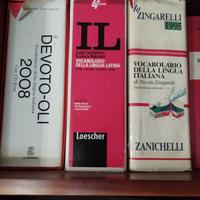 DEVOTO-OLI
2008
4ª
IL
VOCABOLARIO
DELLA LINGUA LATINA
Loescher
lo
ZINGARELLI
1995
VOCABOLARIO
DELLA LINGUA
ITALIANA
di Nicola Zingarelli
ZANICHELLI